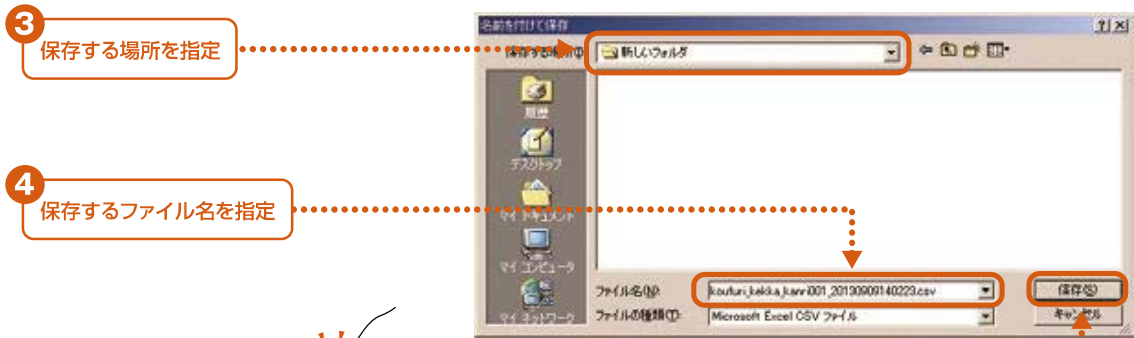 3
保存する場所を指定
4
保存するファイル名を指定
名前を付けて保存
保存する場所(I):
新しいフォルダ
履歴
デスクトップ
マイ ドキュメント
マイ コンピュータ
マイ ネットワーク
ファイル名(N):
koufuri_kekka_kanri001_20130909140223.csv
保存(S)
ファイルの種類(T):
Microsoft Excel CSV ファイル
キャンセル